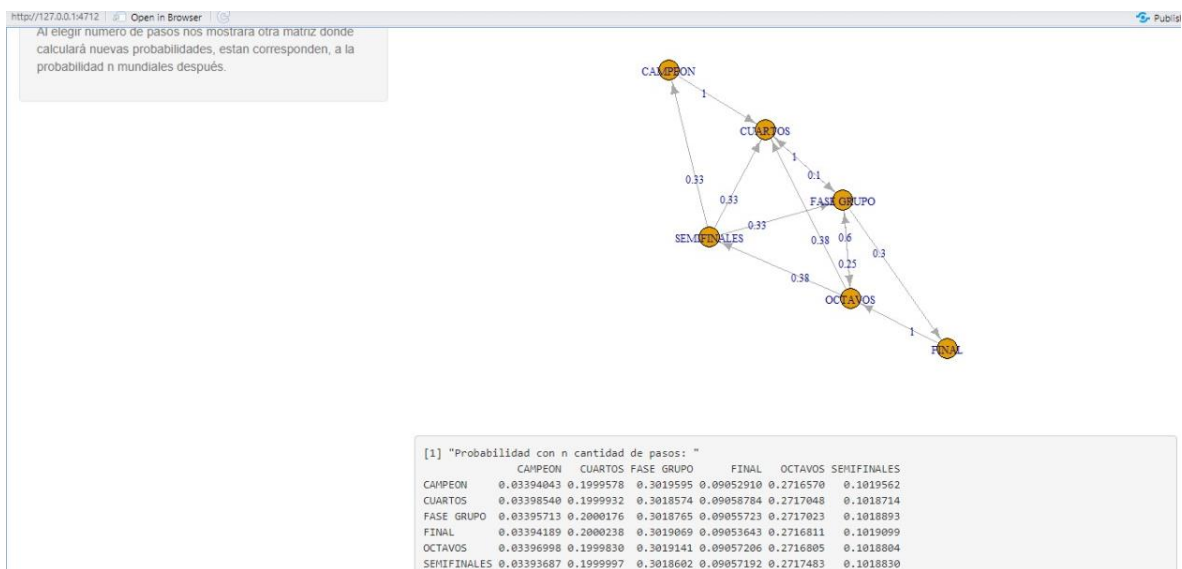 http://127.0.0.1:4712 Open in Browser Publis
Al elegir numero de pasos nos mostrara otra matriz donde
calculará nuevas probabilidades, estan corresponden, a la
probabilidad n mundiales después.
CAMPEON
1
CUARTOS
1
0.1
0.33
0.33
FASE GRUPO
0.33
SEMIFINALES
0.38
0.6
0.3
0.25
0.38
OCTAVOS
1
FINAL
[1] "Probabilidad con n cantidad de pasos: "
CAMPEON CUARTOS FASE GRUPO FINAL OCTAVOS SEMIFINALES
CAMPEON 0.03394043 0.1999578 0.3019595 0.09052910 0.2716570 0.1019562
CUARTOS 0.03398540 0.1999932 0.3018574 0.09058784 0.2717048 0.1018714
FASE GRUPO 0.03395713 0.2000176 0.3018765 0.09055723 0.2717023 0.1018893
FINAL 0.03394189 0.2000238 0.3019069 0.09053643 0.2716811 0.1019099
OCTAVOS 0.03396998 0.1999830 0.3019141 0.09057206 0.2716805 0.1018804
SEMIFINALES 0.03393687 0.1999997 0.3018602 0.09057192 0.2717483 0.1018830